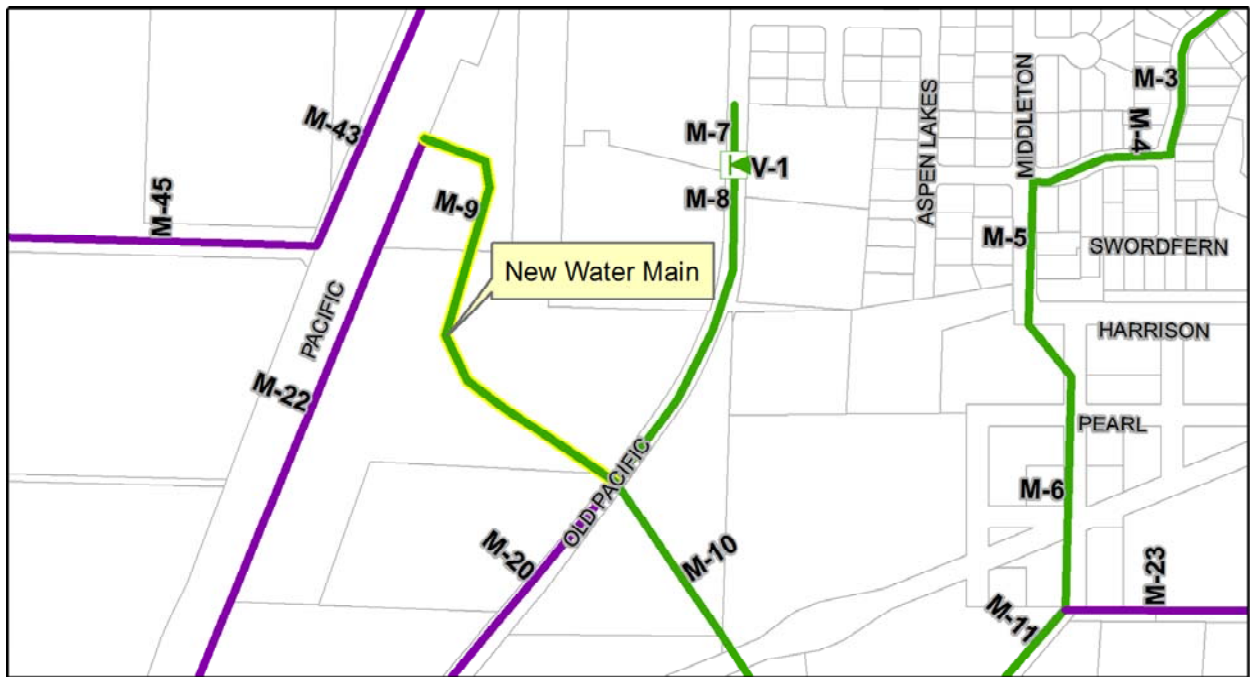 M-43
M-45
M-9
New Water Main
PACIFIC
M-22
M-7
V-1
M-8
OLD PACIFIC
M-20
M-10
ASPEN LAKES
MIDDLETON
M-3
M-4
M-5
SWORDFERN
HARRISON
PEARL
M-6
M-23
M-11